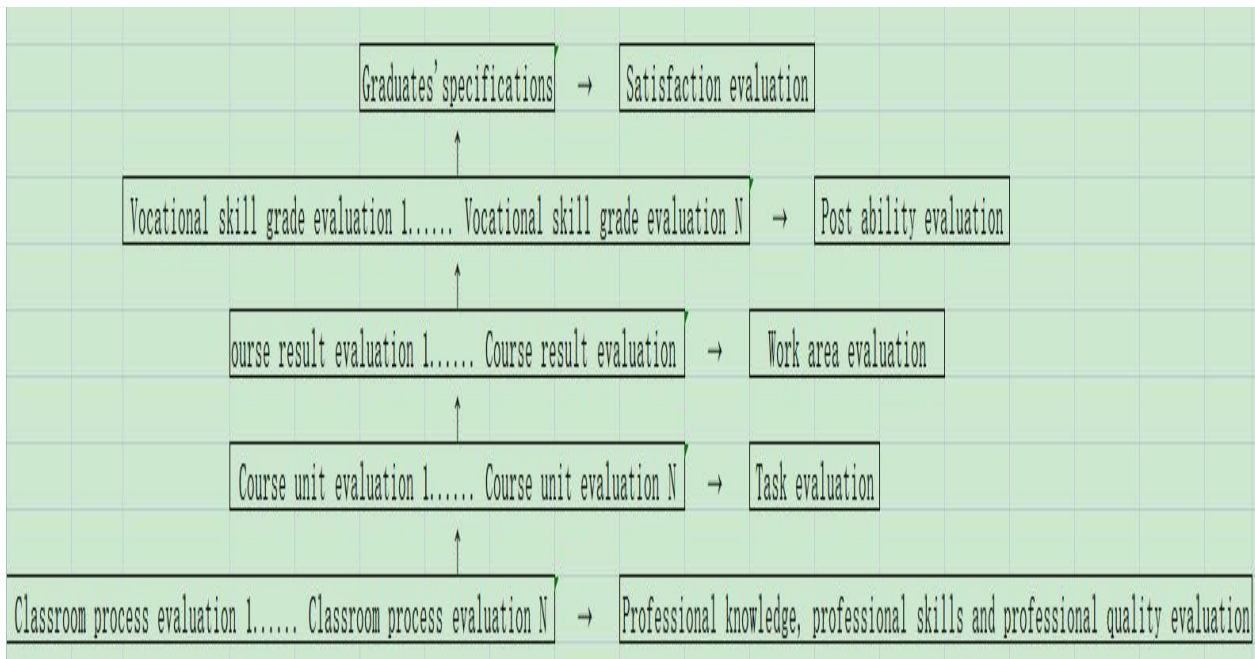 Graduates' specifications → Satisfaction evaluation
Vocational skill grade evaluation 1...... Vocational skill grade evaluation N → Post ability evaluation
ourse result evaluation 1...... Course result evaluation → Work area evaluation
Course unit evaluation 1...... Course unit evaluation N → Task evaluation
Classroom process evaluation 1...... Classroom process evaluation N → Professional knowledge, professional skills and professional quality evaluation